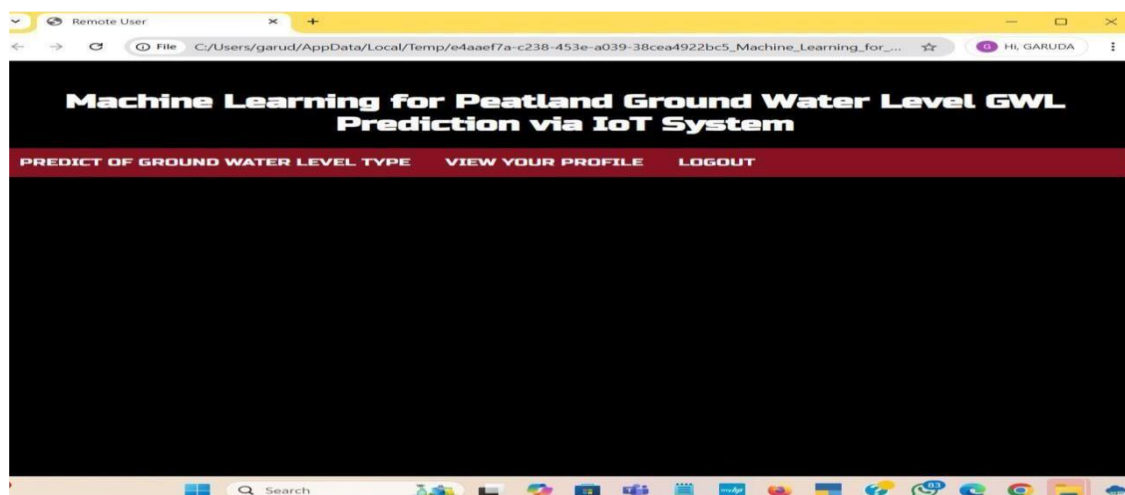 Remote User
File C:/Users/garud/AppData/Local/Temp/e4aaef7a-c238-453e-a039-38cea4922bc5_Machine_Learning_for_... Hi, GARUDA
Machine Learning for Peatland Ground Water Level GWL
Prediction via IoT System
PREDICT OF GROUND WATER LEVEL TYPE VIEW YOUR PROFILE LOGOUT
Search 83